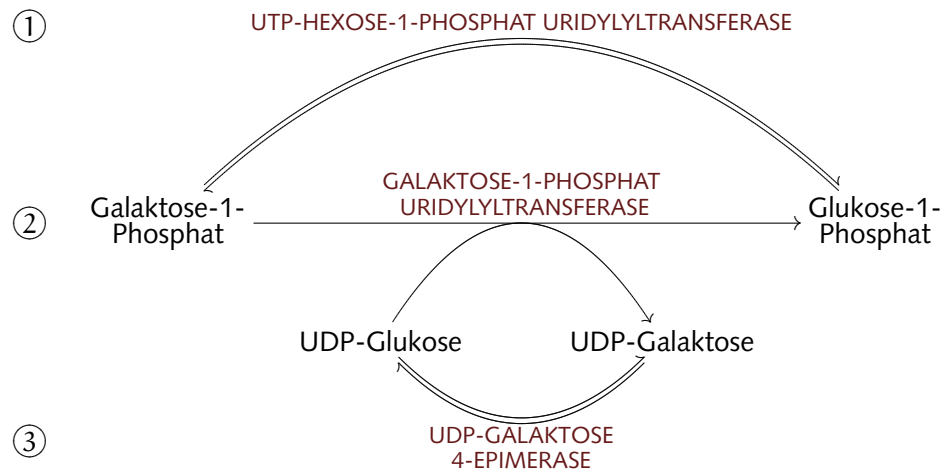 ①
UTP-HEXOSE-1-PHOSPHAT URIDYLYLTRANSFERASE
GALAKTOSE-1-PHOSPHAT
URIDYLYLTRANSFERASE
②
Galaktose-1-
Phosphat
Glukose-1-
Phosphat
UDP-Glukose
UDP-Galaktose
③
UDP-GALAKTOSE
4-EPIMERASE